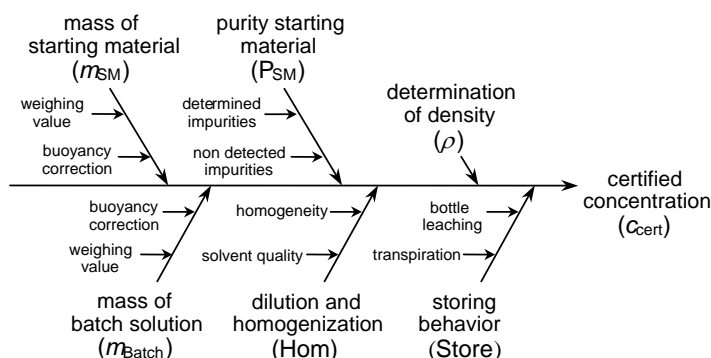 mass of
starting material
(mSM)
purity starting
material
(PSM)
weighing
value
buoyancy
correction
determined
impurities
non detected
impurities
determination
of density
(ρ)
certified
concentration
(ccert)
buoyancy
correction
weighing
value
homogeneity
solvent quality
bottle
leaching
transpiration
mass of
batch solution
(mBatch)
dilution and
homogenization
(Hom)
storing
behavior
(Store)